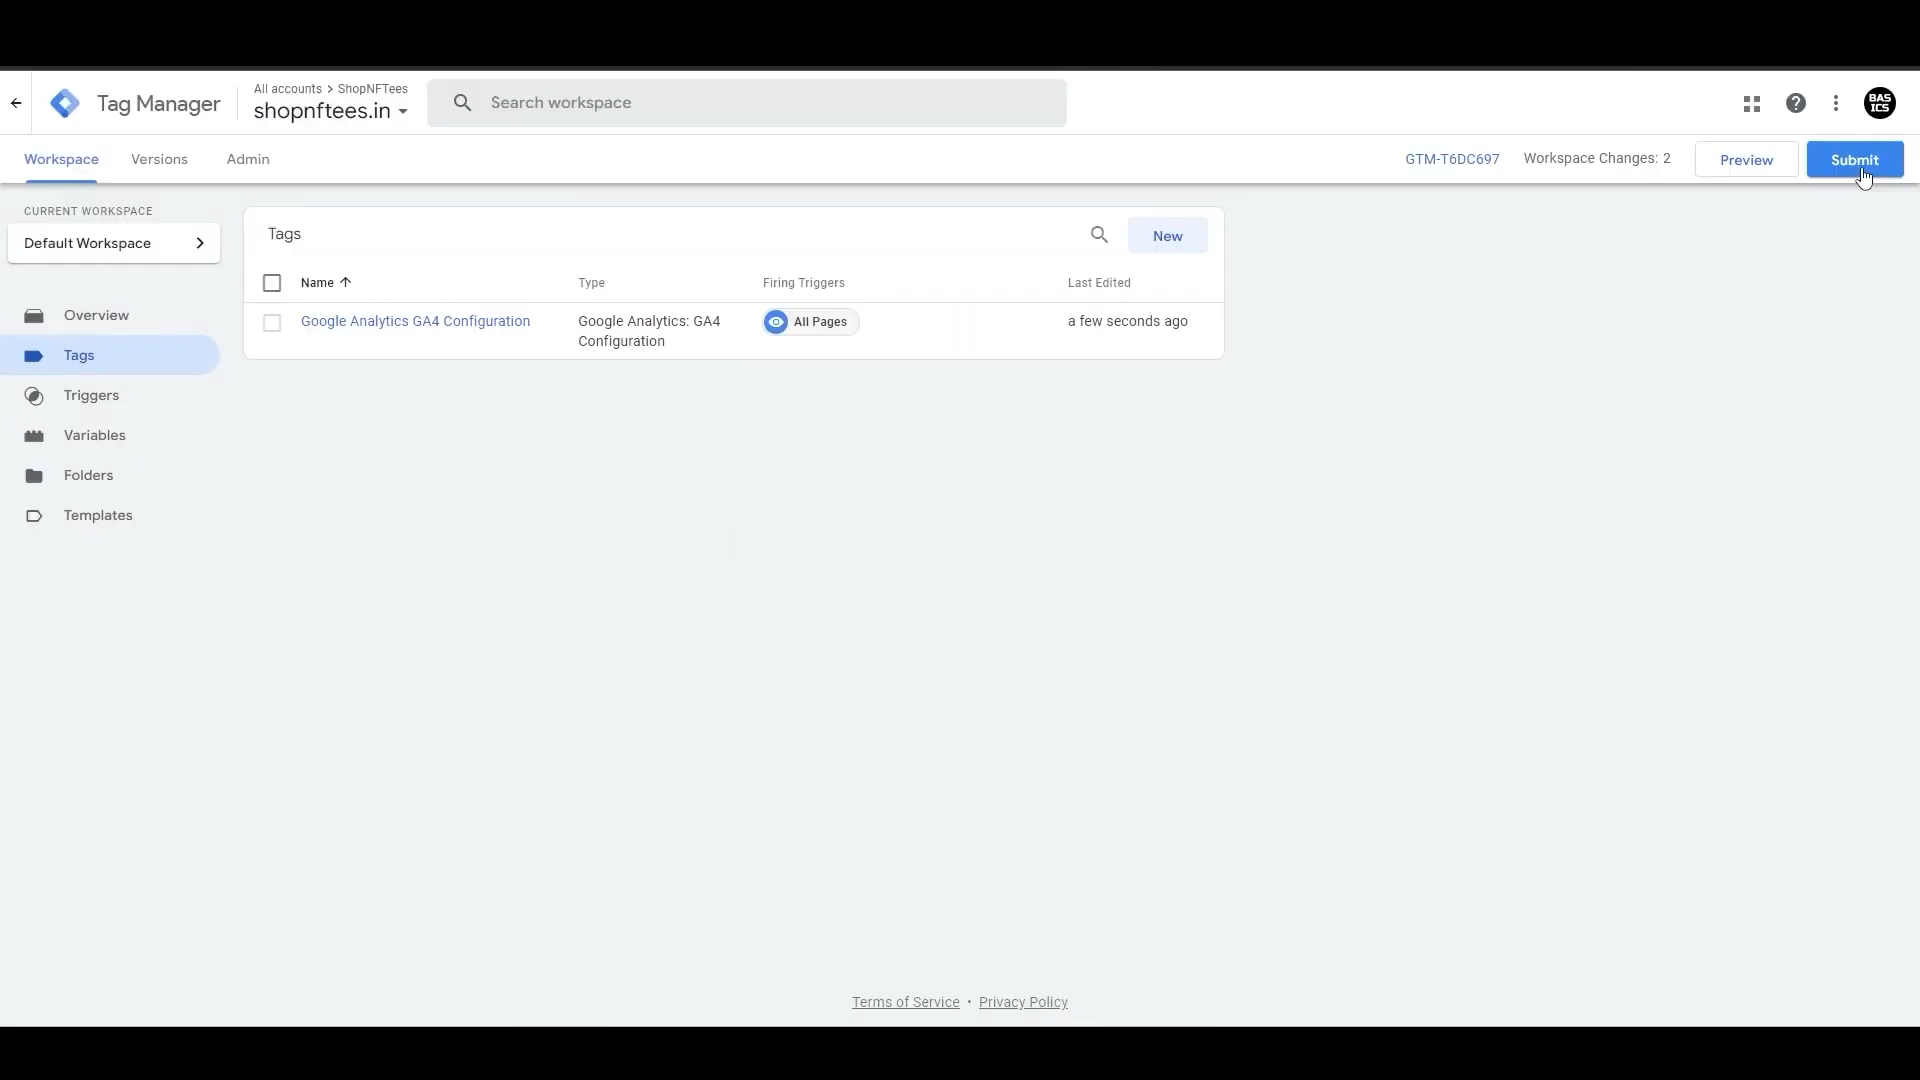 Tag Manager
All accounts > ShopNFTees
shopnftees.in
Search workspace
BAS
ICS
Workspace
Versions
Admin
GTM-T6DC697
Workspace Changes: 2
Preview
Submit
CURRENT WORKSPACE
Default Workspace
Overview
Tags
Triggers
Variables
Folders
Templates
Tags
New
Name
Type
Firing Triggers
Last Edited
Google Analytics GA4 Configuration
Google Analytics: GA4
Configuration
All Pages
a few seconds ago
Terms of Service • Privacy Policy